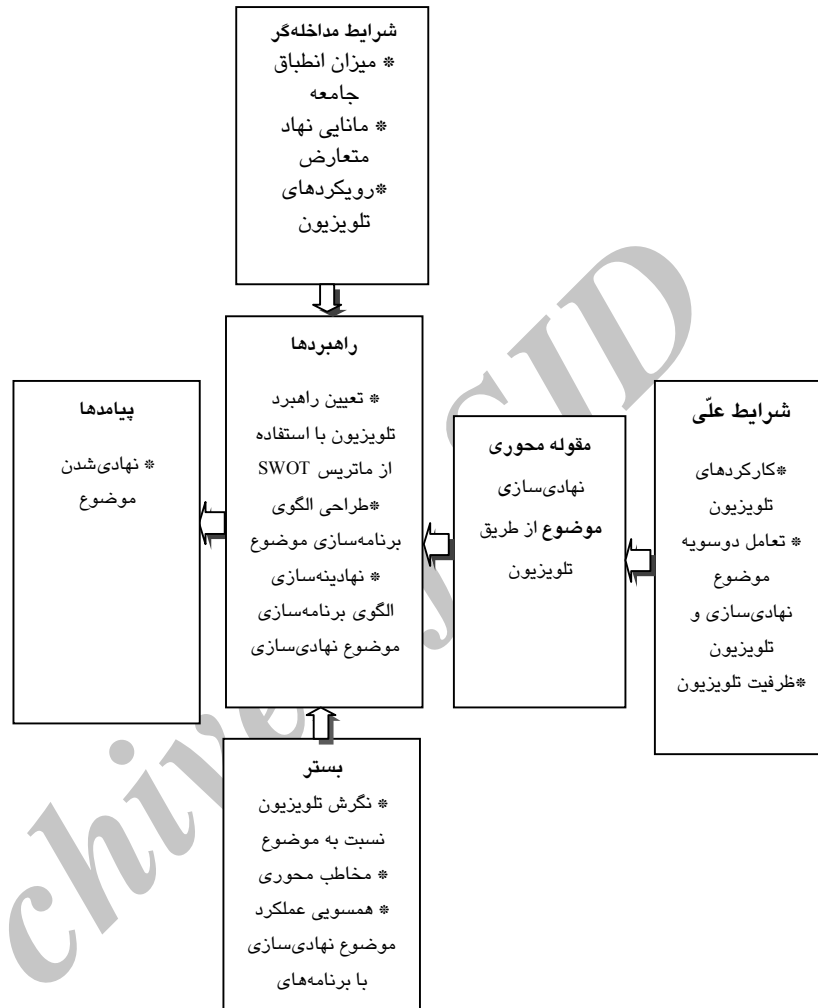 شرایط مداخله‌گر
* میزان انطباق
جامعه
* مانایی نهاد
متعارض
*رویکردهای
تلویزیون
شرایط علّی
*کارکردهای
تلویزیون
* تعامل دوسویه
موضوع
نهادی‌سازی و
تلویزیون
*ظرفیت تلویزیون
مقوله محوری
نهادی‌سازی
موضوع از طریق
تلویزیون
راهبردها
* تعیین راهبرد
تلویزیون با استفاده
از ماتریس SWOT
*طراحی الگوی
برنامه‌سازی موضوع
* نهادینه‌سازی
الگوی برنامه‌سازی
موضوع نهادی‌سازی
پیامدها
* نهادی‌شدن
موضوع
بستر
* نگرش تلویزیون
نسبت به موضوع
* مخاطب محوری
* همسویی عملکرد
موضوع نهادی‌سازی
با برنامه‌های